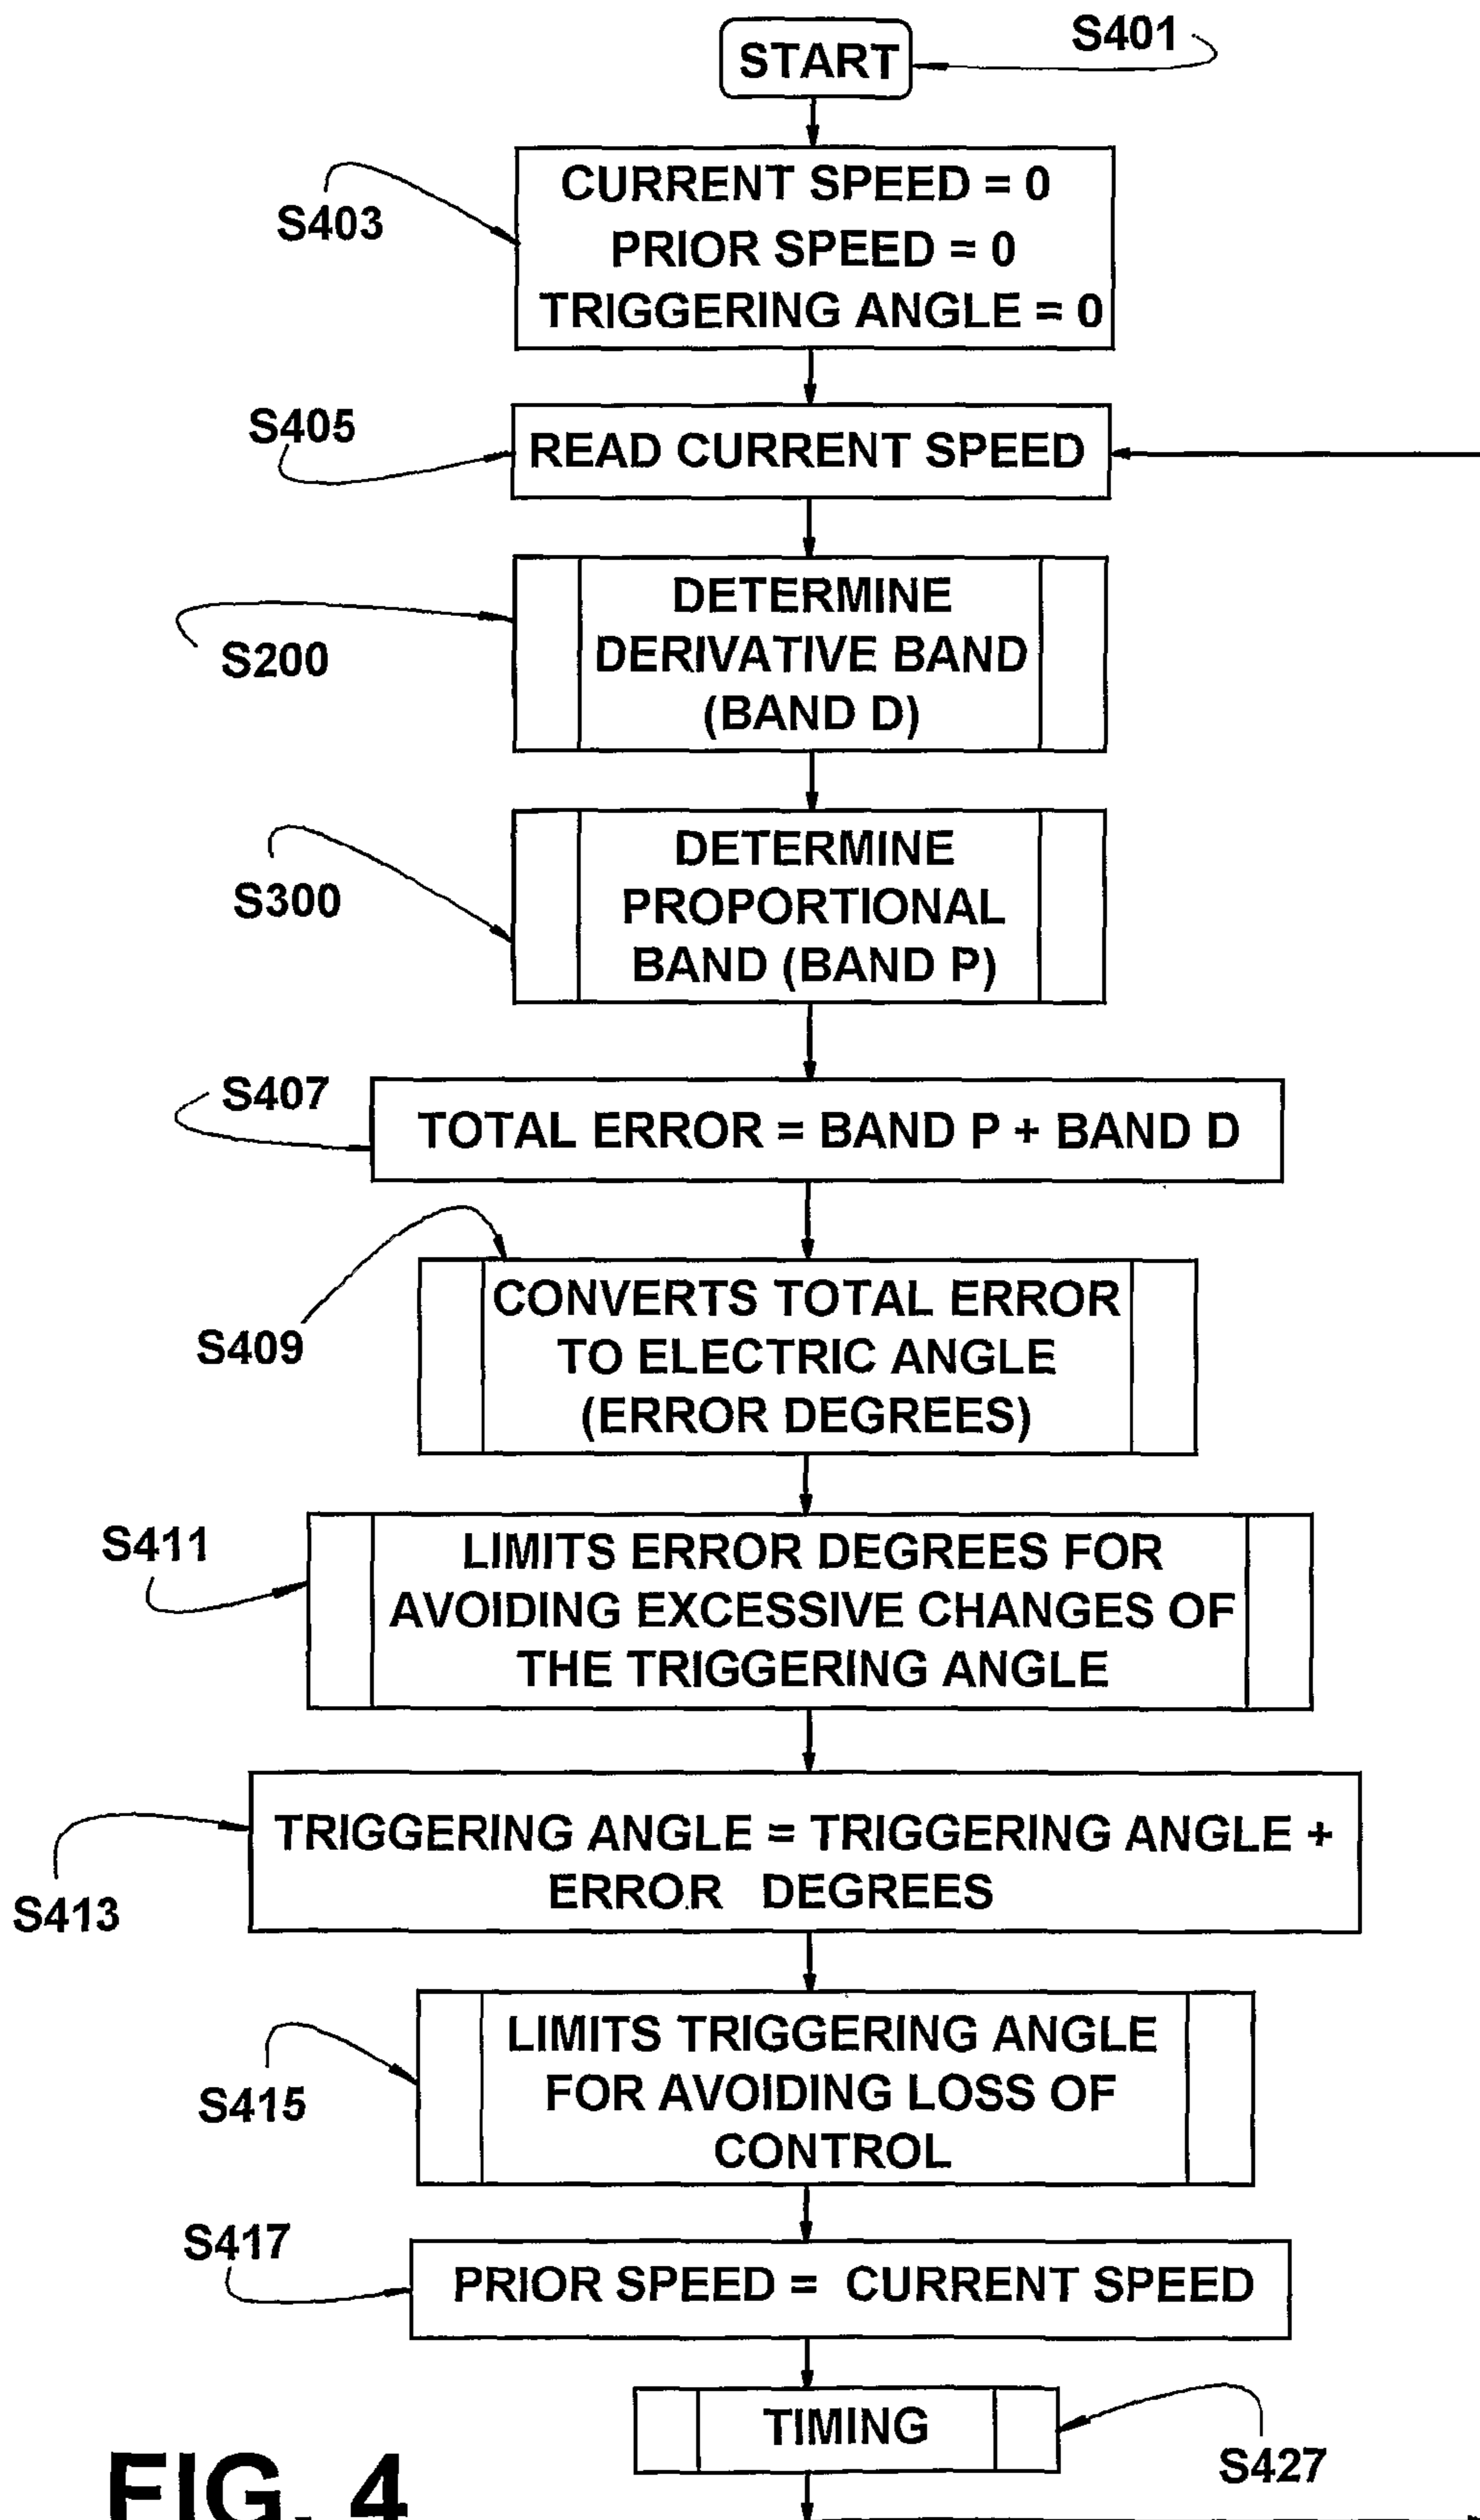 START
S401
CURRENT SPEED = 0
PRIOR SPEED = 0
TRIGGERING ANGLE = 0
S403
S405
READ CURRENT SPEED
DETERMINE
DERIVATIVE BAND
(BAND D)
S200
DETERMINE
PROPORTIONAL
BAND (BAND P)
S300
S407
TOTAL ERROR = BAND P + BAND D
CONVERTS TOTAL ERROR
TO ELECTRIC ANGLE
(ERROR DEGREES)
S409
S411
LIMITS ERROR DEGREES FOR
AVOIDING EXCESSIVE CHANGES OF
THE TRIGGERING ANGLE
TRIGGERING ANGLE = TRIGGERING ANGLE +
ERROR DEGREES
S413
LIMITS TRIGGERING ANGLE
FOR AVOIDING LOSS OF
CONTROL
S415
S417
PRIOR SPEED = CURRENT SPEED
TIMING
S427
FIG. 4